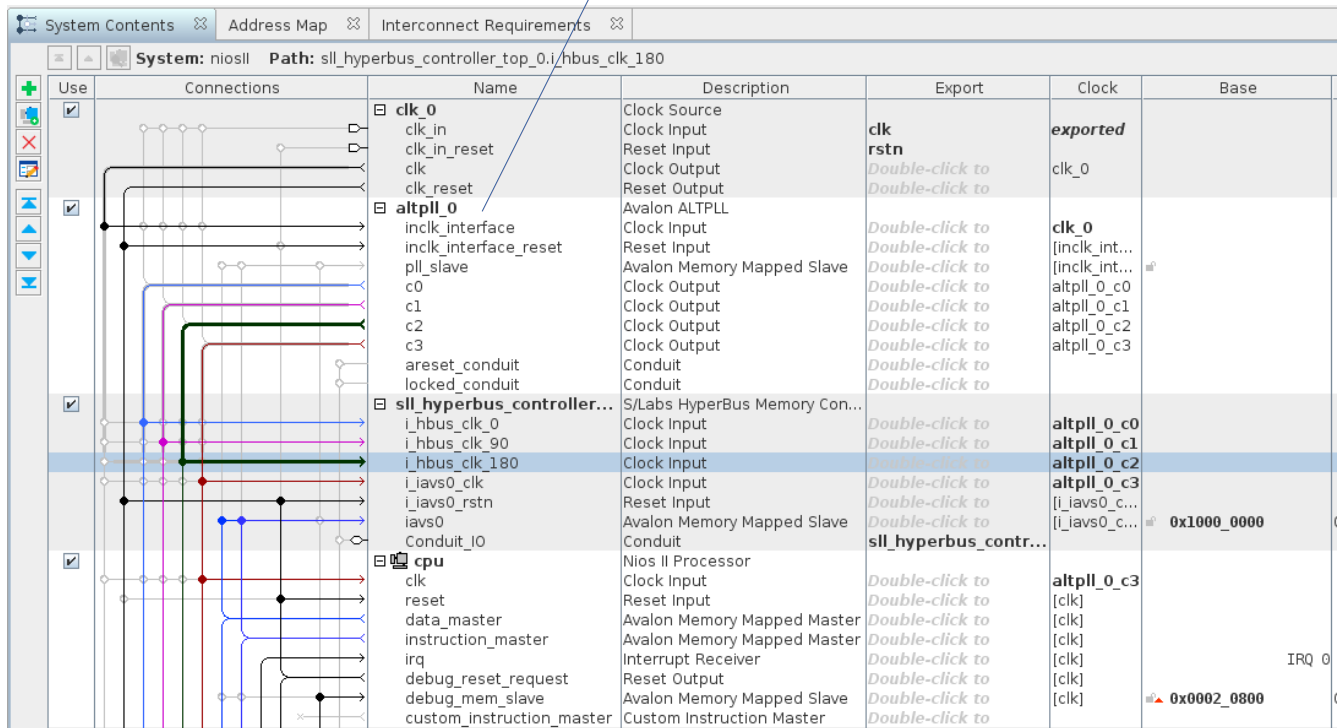 System Contents Address Map Interconnect Requirements
System: niosII Path: sll_hyperbus_controller_top_0.i_hbus_clk_180
Use Connections Name Description Export Clock Base
clk_0 Clock Source
clk_in Clock Input clk exported
clk_in_reset Reset Input rstn
clk Clock Output Double-click to clk_0
clk_reset Reset Output Double-click to
altpll_0 Avalon ALTPLL
inclk_interface Clock Input Double-click to clk_0
inclk_interface_reset Reset Input Double-click to [inclk_int...
pll_slave Avalon Memory Mapped Slave Double-click to [inclk_int...
c0 Clock Output Double-click to altpll_0_c0
c1 Clock Output Double-click to altpll_0_c1
c2 Clock Output Double-click to altpll_0_c2
c3 Clock Output Double-click to altpll_0_c3
areset_conduit Conduit Double-click to
locked_conduit Conduit Double-click to
sll_hyperbus_controller... S/Labs HyperBus Memory Con...
i_hbus_clk_0 Clock Input Double-click to altpll_0_c0
i_hbus_clk_90 Clock Input Double-click to altpll_0_c1
i_hbus_clk_180 Clock Input Double-click to altpll_0_c2
i_iavs0_clk Clock Input Double-click to altpll_0_c3
i_iavs0_rstn Reset Input Double-click to [i_iavs0_c...
iavs0 Avalon Memory Mapped Slave Double-click to [i_iavs0_c... 0x1000_0000
Conduit_IO Conduit sll_hyperbus_contr...
cpu Nios II Processor
clk Clock Input Double-click to altpll_0_c3
reset Reset Input Double-click to [clk]
data_master Avalon Memory Mapped Master Double-click to [clk]
instruction_master Avalon Memory Mapped Master Double-click to [clk]
irq Interrupt Receiver Double-click to [clk] IRQ 0
debug_reset_request Reset Output Double-click to [clk]
debug_mem_slave Avalon Memory Mapped Slave Double-click to [clk] 0x0002_0800
custom_instruction_master Custom Instruction Master Double-click to